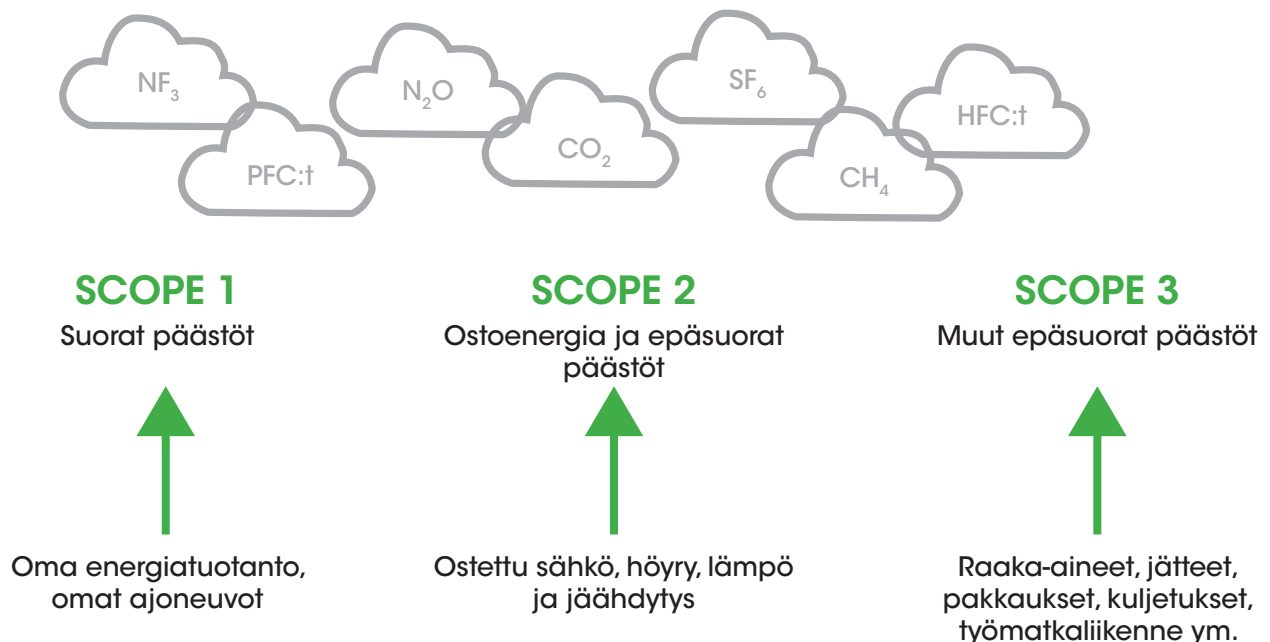 NF₃
PFC:t
N₂O
CO₂
SF₆
CH₄
HFC:t
SCOPE 1
Suorat päästöt
Oma energiatuotanto,
omat ajoneuvot
SCOPE 2
Ostoenergia ja epäsuorat
päästöt
Ostettu sähkö, höyry, lämpö
ja jäähdytys
SCOPE 3
Muut epäsuorat päästöt
Raaka-aineet, jätteet,
pakkaukset, kuljetukset,
työmatkaliikenne ym.